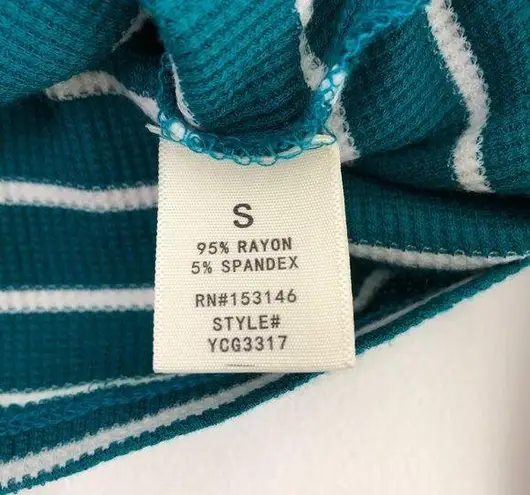 S
95% RAYON
5% SPANDEX
RN#153146
STYLE#
YCG3317